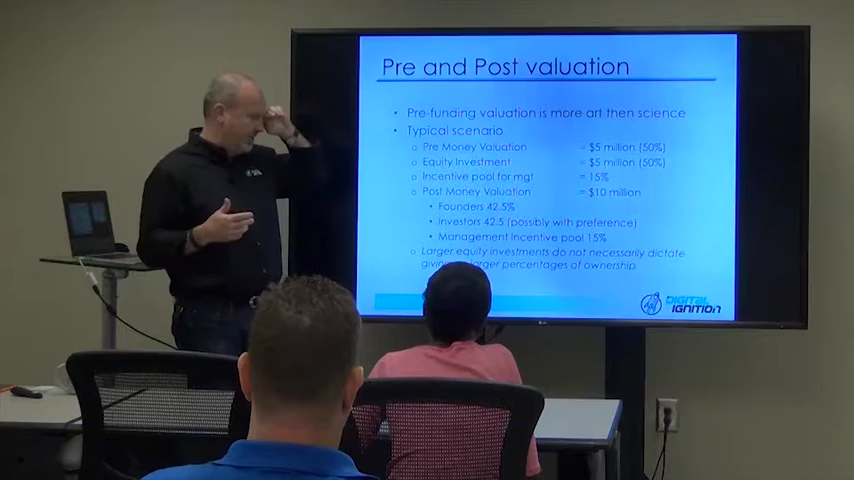 Pre and Post valuation
• Pre-funding valuation is more art then science
• Typical scenario
o Pre Money Valuation = $5 million (50%)
o Equity Investment = $5 million (50%)
o Incentive pool for mgt = 15%
o Post Money Valuation = $10 million
• Founders 42.5%
• Investors 42.5 (possibly with preference)
• Management Incentive pool 15%
o Larger equity investments do not necessarily dictate
larger percentages of ownership
DIGITAL
IGNITION